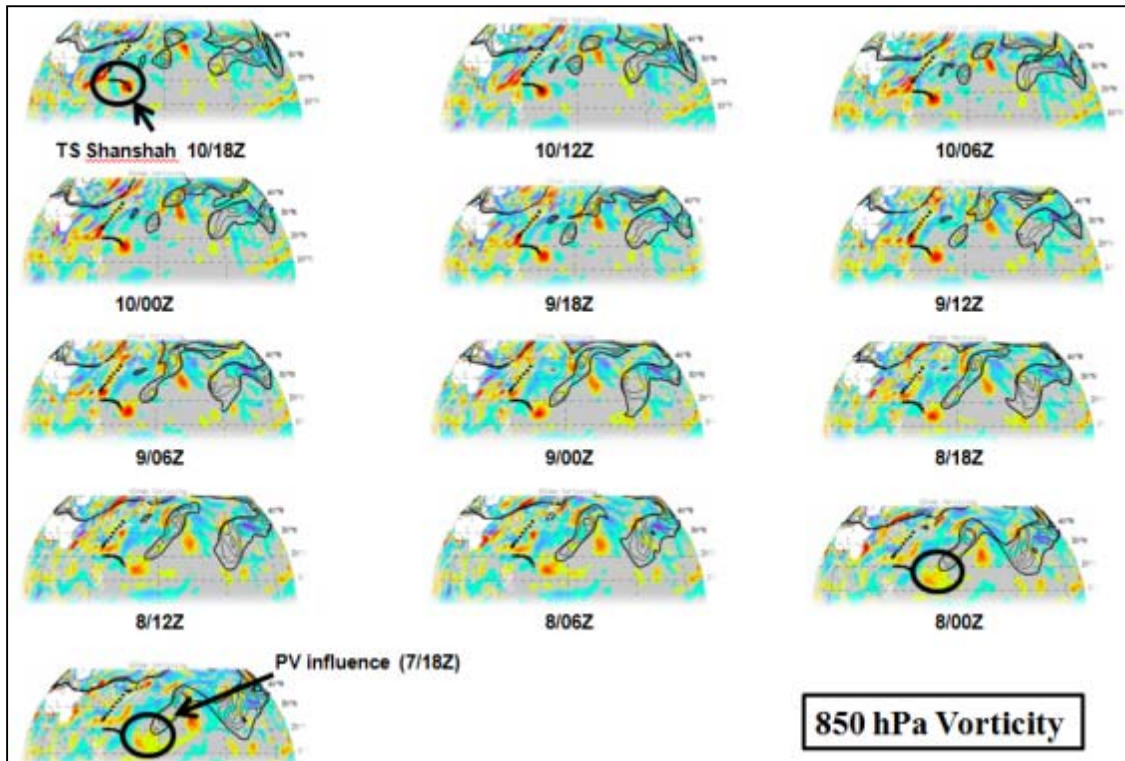 TS Shanshah 10/18Z
10/12Z
10/06Z
10/00Z
9/18Z
9/12Z
9/06Z
9/00Z
8/18Z
8/12Z
8/06Z
8/00Z
PV influence (7/18Z)
850 hPa Vorticity